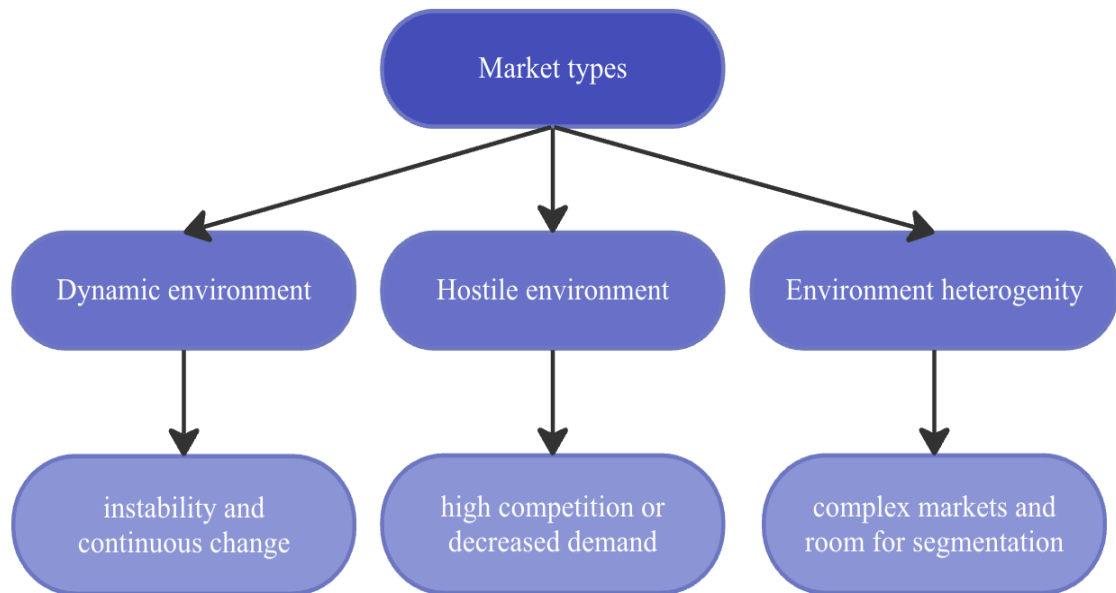 Market types
Dynamic environment
Hostile environment
Environment heterogenity
instability and
continuous change
high competition or
decreased demand
complex markets and
room for segmentation